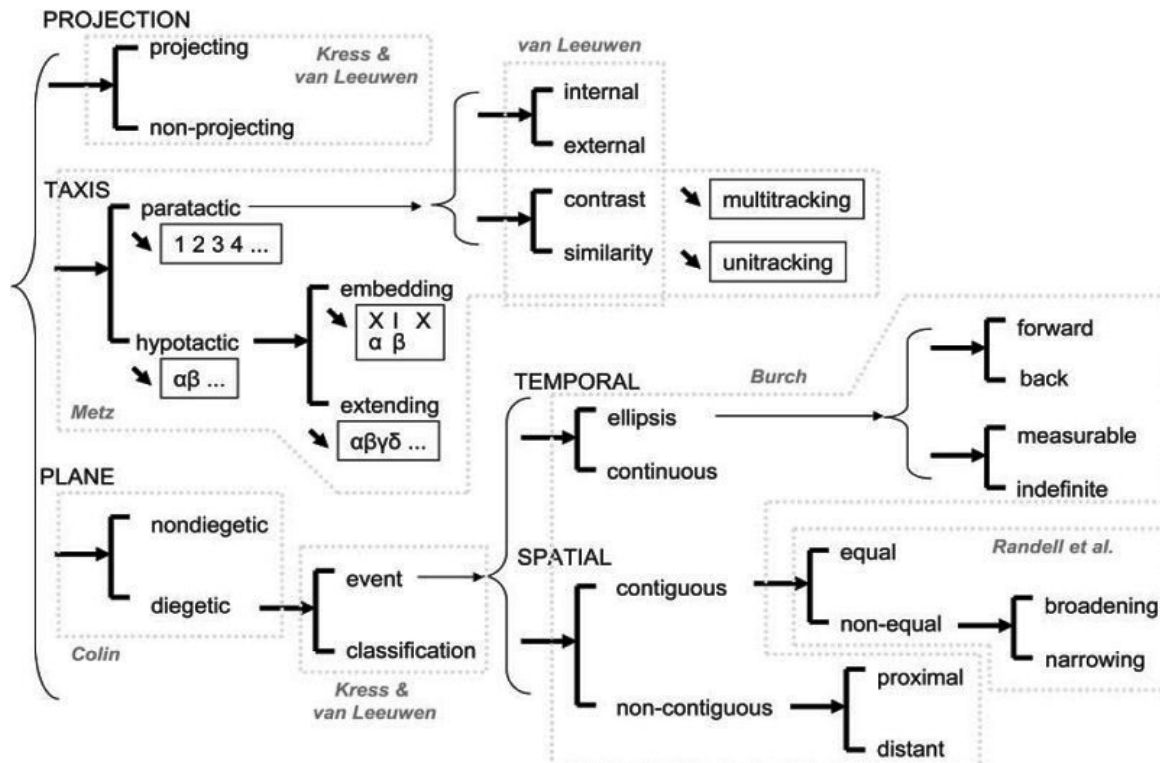 PROJECTION
projecting
non-projecting
Kress &
van Leeuwen
van Leeuwen
internal
external
TAXIS
paratactic
1 2 3 4 ...
contrast
similarity
multitracking
unitracking
hypotactic
αβ ...
embedding
X I X
α β
extending
αβγδ ...
Metz
PLANE
nondiegetic
diegetic
Colin
event
classification
Kress &
van Leeuwen
TEMPORAL
ellipsis
continuous
Burch
forward
back
measurable
indefinite
SPATIAL
contiguous
non-contiguous
equal
non-equal
Randell et al.
broadening
narrowing
proximal
distant